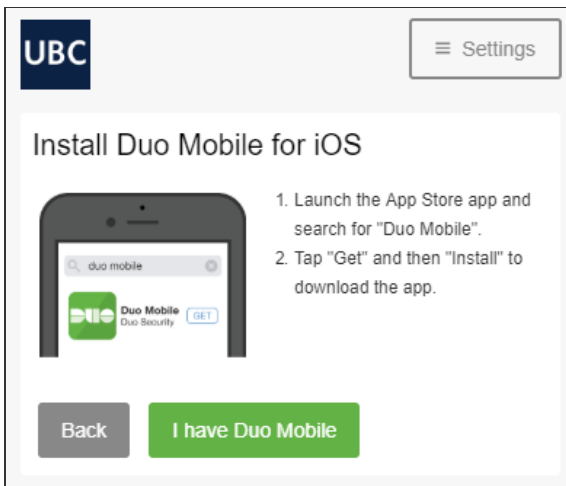 UBC
≡ Settings
Install Duo Mobile for iOS
1. Launch the App Store app and
search for "Duo Mobile".
2. Tap "Get" and then "Install" to
download the app.
duo mobile
DUO
Duo Mobile
Duo Security
GET
Back
I have Duo Mobile